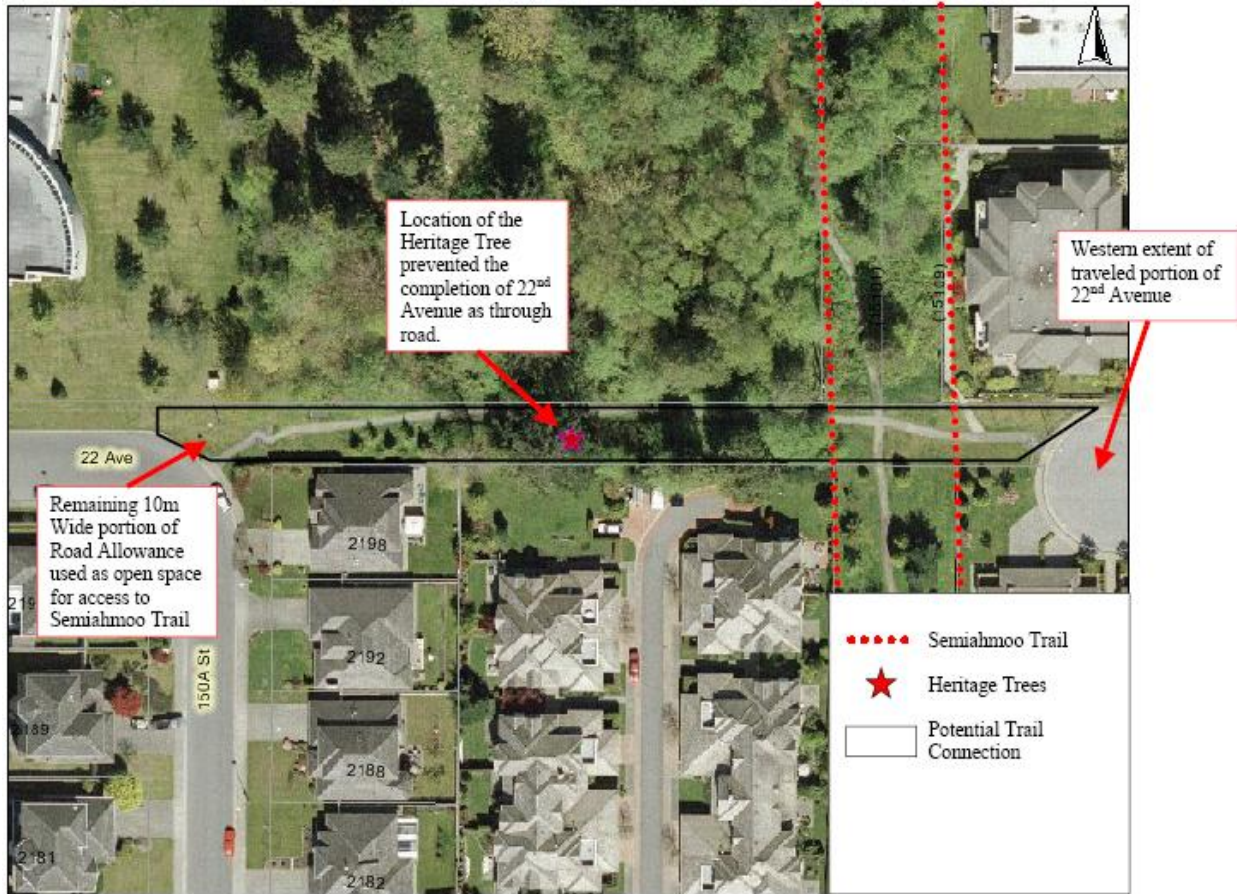 Location of the
Heritage Tree
prevented the
completion of 22nd
Avenue as through
road.
Western extent of
traveled portion of
22nd Avenue
22 Ave
Remaining 10m
Wide portion of
Road Allowance
used as open space
for access to
Semiahmoo Trail
150A St
2198
2192
2188
2182
2189
2181
(15119)
Semiahmoo Trail
Heritage Trees
Potential Trail
Connection